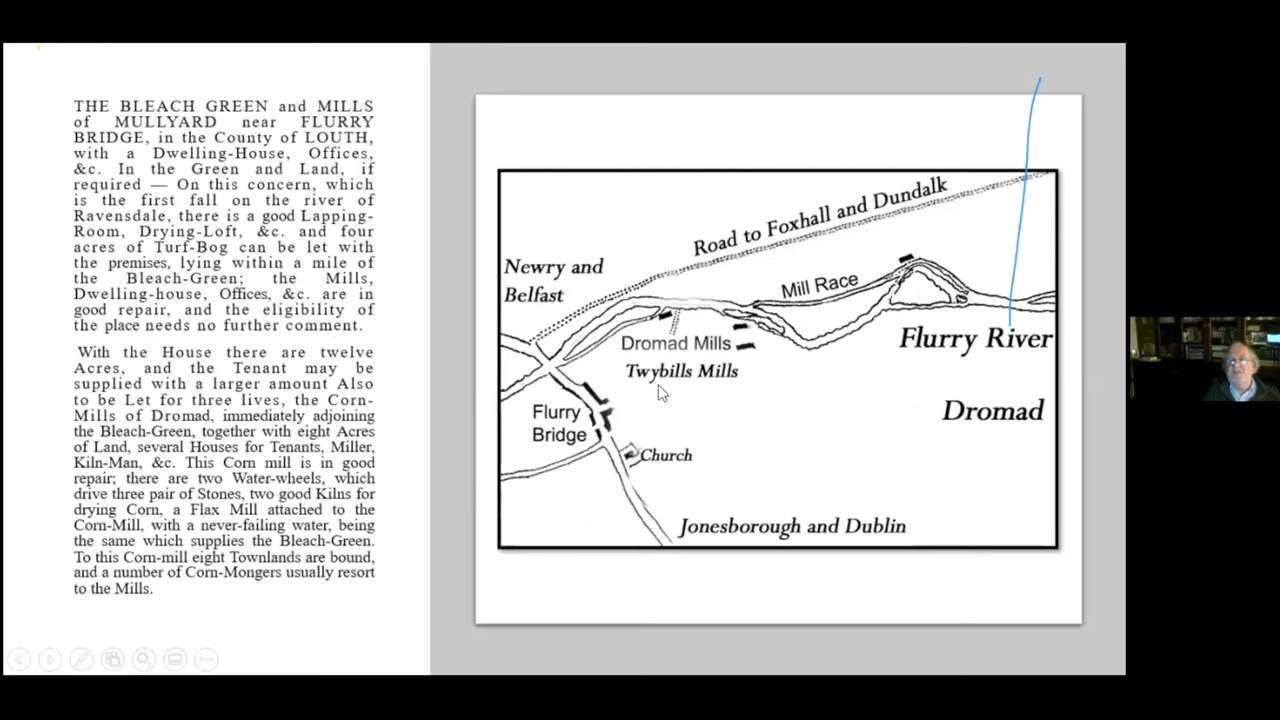 THE BLEACH GREEN and MILLS
of MULLYARD near FLURRY
BRIDGE, in the County of LOUTH,
with a Dwelling-House, Offices,
&c. In the Green and Land, if
required — On this concern, which
is the first fall on the river of
Ravensdale, there is a good Lapping-
Room, Drying-Loft, &c. and four
acres of Turf-Bog can be let with
the premises, lying within a mile of
the Bleach-Green; the Mills,
Dwelling-house, Offices, &c. are in
good repair, and the eligibility of
the place needs no further comment.
With the House there are twelve
Acres, and the Tenant may be
supplied with a larger amount Also
to be Let for three lives, the Corn-
Mills of Dromad, immediately adjoining
the Bleach-Green, together with eight Acres
of Land, several Houses for Tenants, Miller,
Kiln-Man, &c. This Corn mill is in good
repair; there are two Water-wheels, which
drive three pair of Stones, two good Kilns for
drying Corn, a Flax Mill attached to the
Corn-Mill, with a never-failing water, being
the same which supplies the Bleach-Green.
To this Corn-mill eight Townlands are bound,
and a number of Corn-Mongers usually resort
to the Mills.
Road to Foxhall and Dundalk
Newry and
Belfast
Mill Race
Dromad Mills
Twybills Mills
Flurry River
Dromad
Flurry
Bridge
Church
Jonesborough and Dublin